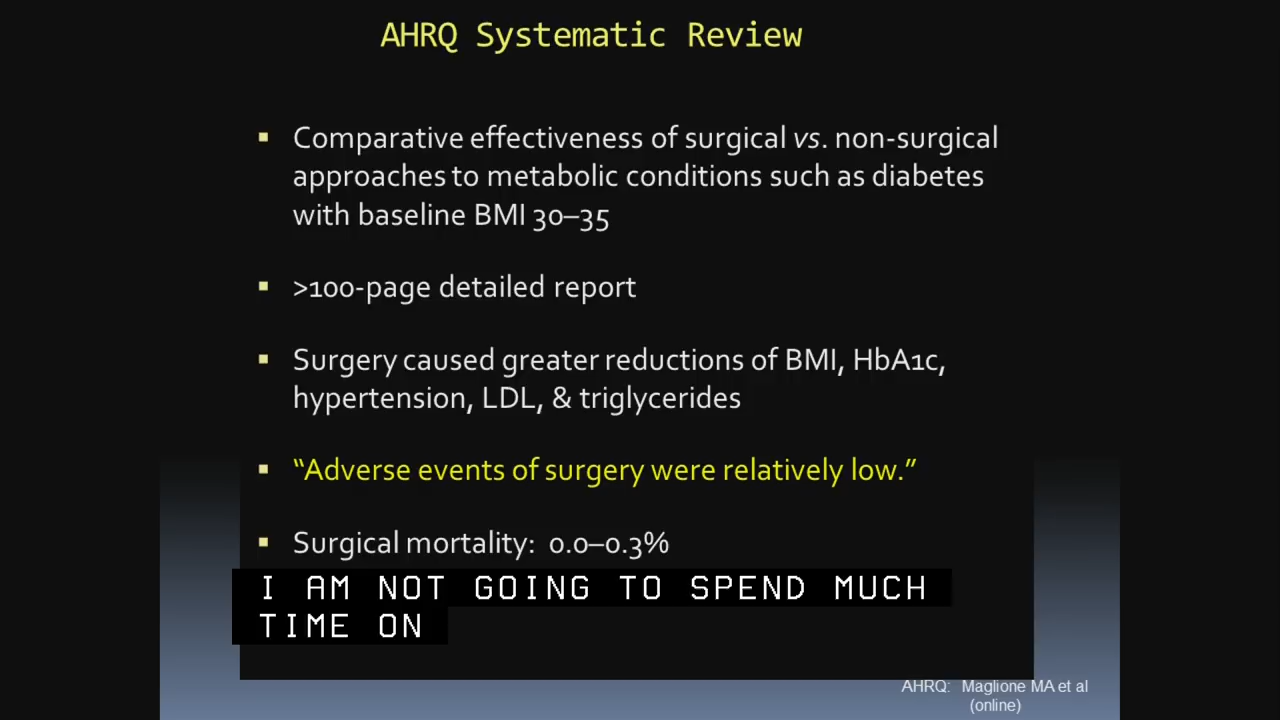 AHRQ Systematic Review
▪ Comparative effectiveness of surgical vs. non-surgical
approaches to metabolic conditions such as diabetes
with baseline BMI 30–35
▪ >100-page detailed report
▪ Surgery caused greater reductions of BMI, HbA1c,
hypertension, LDL, & triglycerides
▪ “Adverse events of surgery were relatively low.”
▪ Surgical mortality: 0.0–0.3%
I AM NOT GOING TO SPEND MUCH
TIME ON
AHRQ: Maglione MA et al
(online)